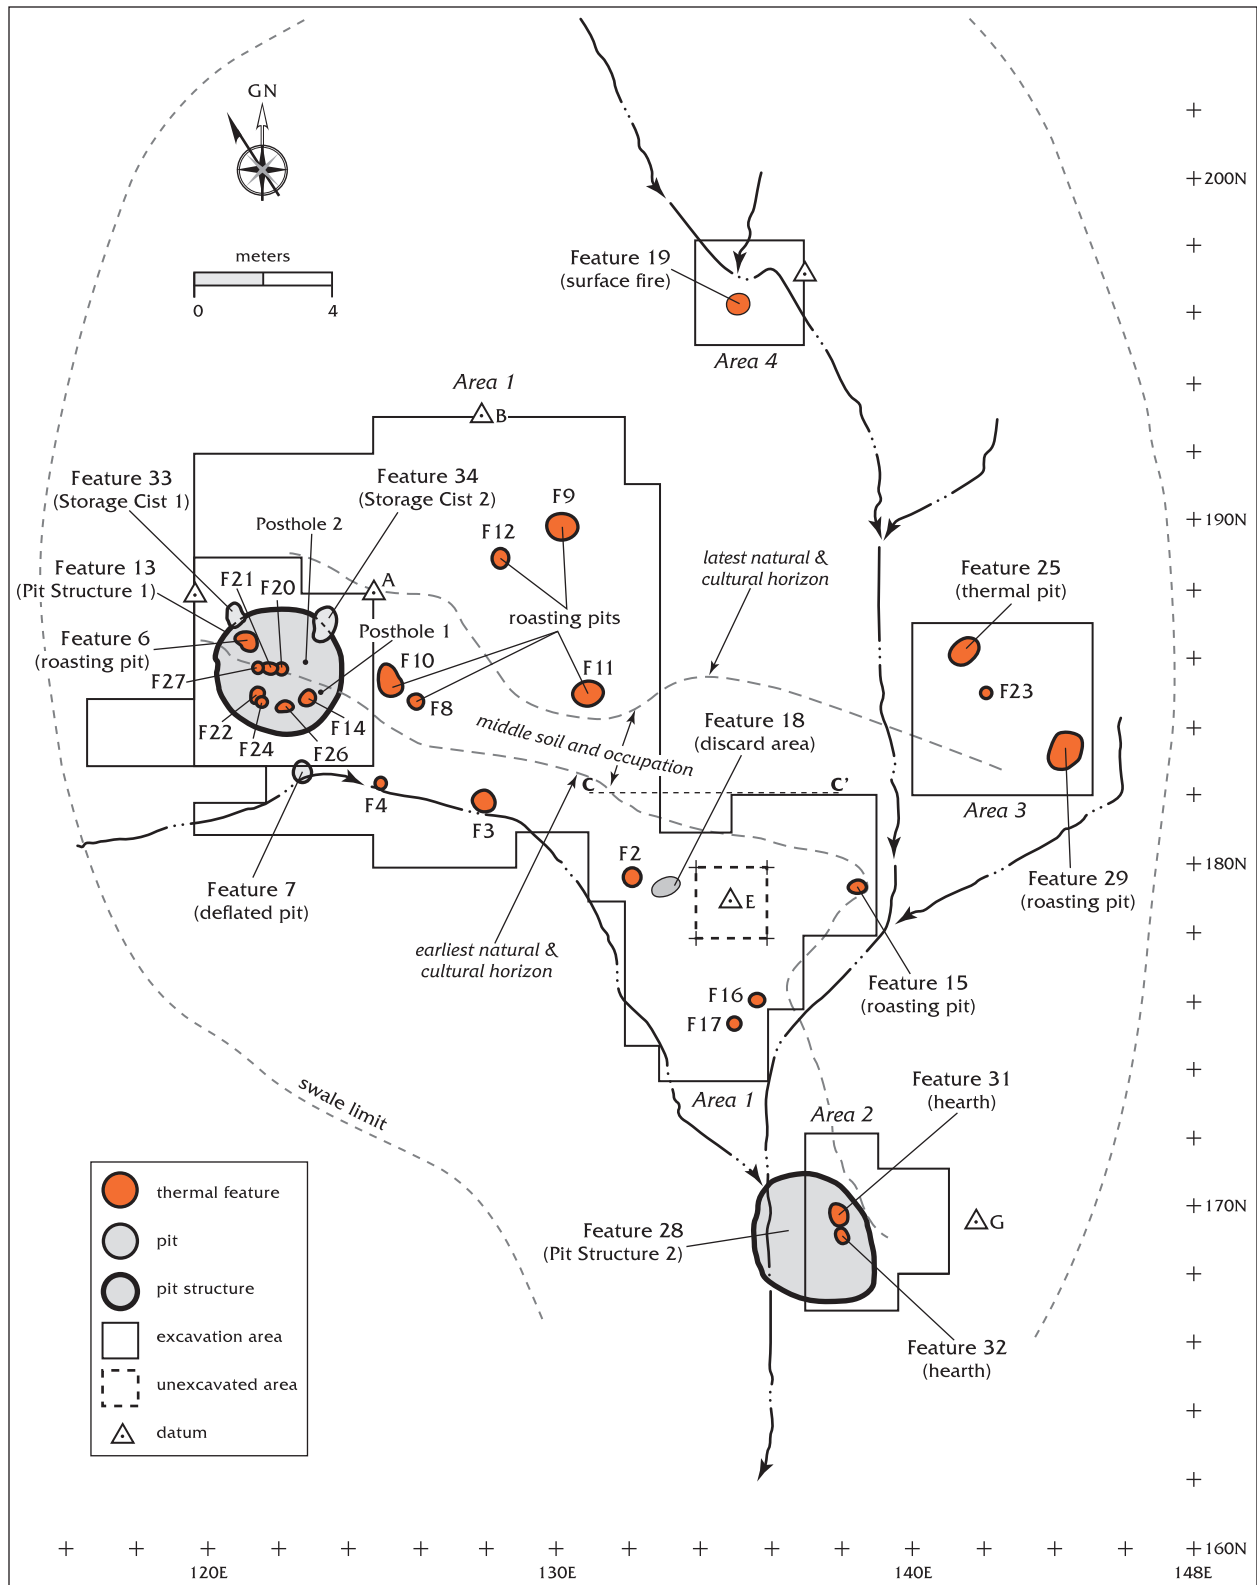 GN
meters
0 4
200N
Feature 19
(surface fire)
Area 4
Area 1
B
Feature 33
(Storage Cist 1)
Feature 34
(Storage Cist 2)
F9
190N
Posthole 2
F12
latest natural &
cultural horizon
Feature 13
(Pit Structure 1)
F21
F20
A
Feature 25
(thermal pit)
roasting pits
Feature 6
(roasting pit)
Posthole 1
F10
F11
F27
F23
F8
F22
F24
F14
F26
middle soil and occupation
Feature 18
(discard area)
C C'
F4
F3
Area 3
F2
180N
Feature 7
(deflated pit)
E
Feature 29
(roasting pit)
earliest natural &
cultural horizon
Feature 15
(roasting pit)
F16
F17
swale limit
Area 1
Feature 31
(hearth)
Area 2
thermal feature
pit
pit structure
excavation area
unexcavated area
datum
Feature 28
(Pit Structure 2)
G
170N
Feature 32
(hearth)
160N
120E 130E 140E 148E